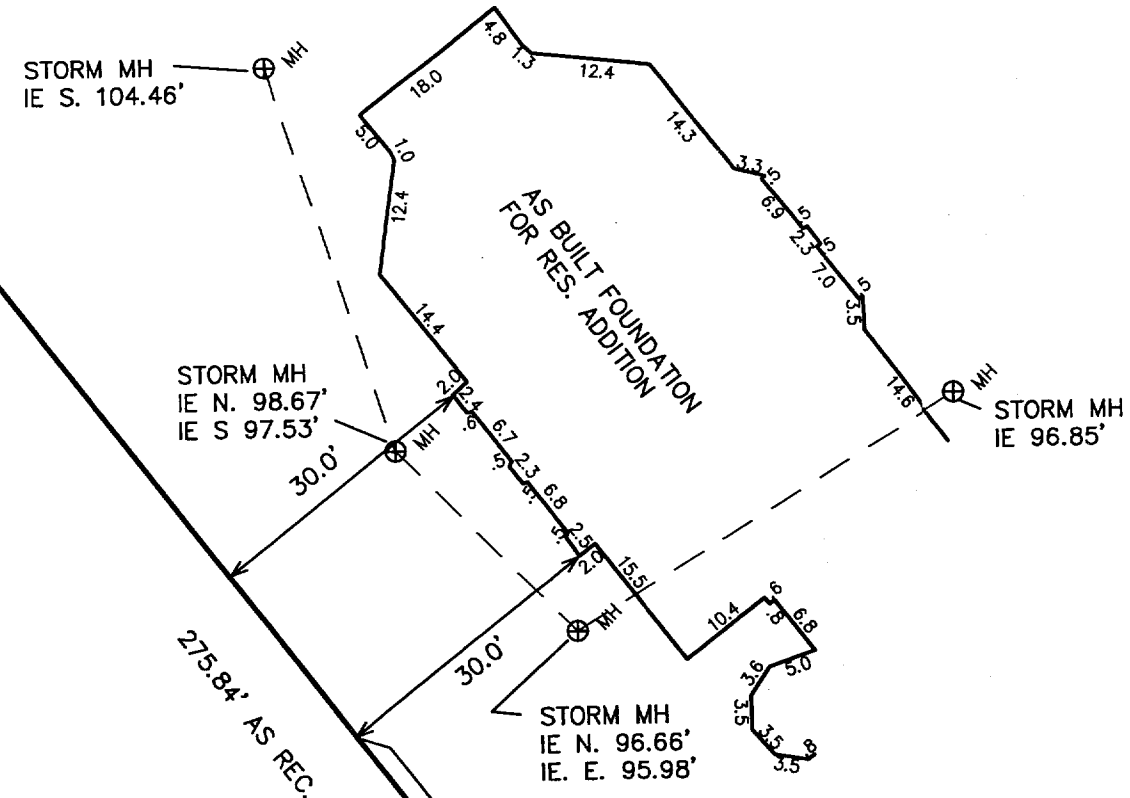 STORM MH
IE S. 104.46'
MH
4.8
1.3
12.4
18.0
5.0
1.0
12.4
14.3
3.3
.5
6.9
.5
2.3
.5
7.0
.5
3.5
14.6
AS BUILT FOUNDATION
FOR RES. ADDITION
14.4
STORM MH
IE N. 98.67'
IE S 97.53'
MH
2.0
2.4
.6
6.7
.5
2.3
.5
6.8
.5
2.5
2.0
15.5
MH
STORM MH
IE 96.85'
30.0'
30.0'
MH
10.4
.6
.8
6.8
5.0
3.6
3.5
3.5
3.5
.8
STORM MH
IE N. 96.66'
IE. E. 95.98'
275.84' AS REC.